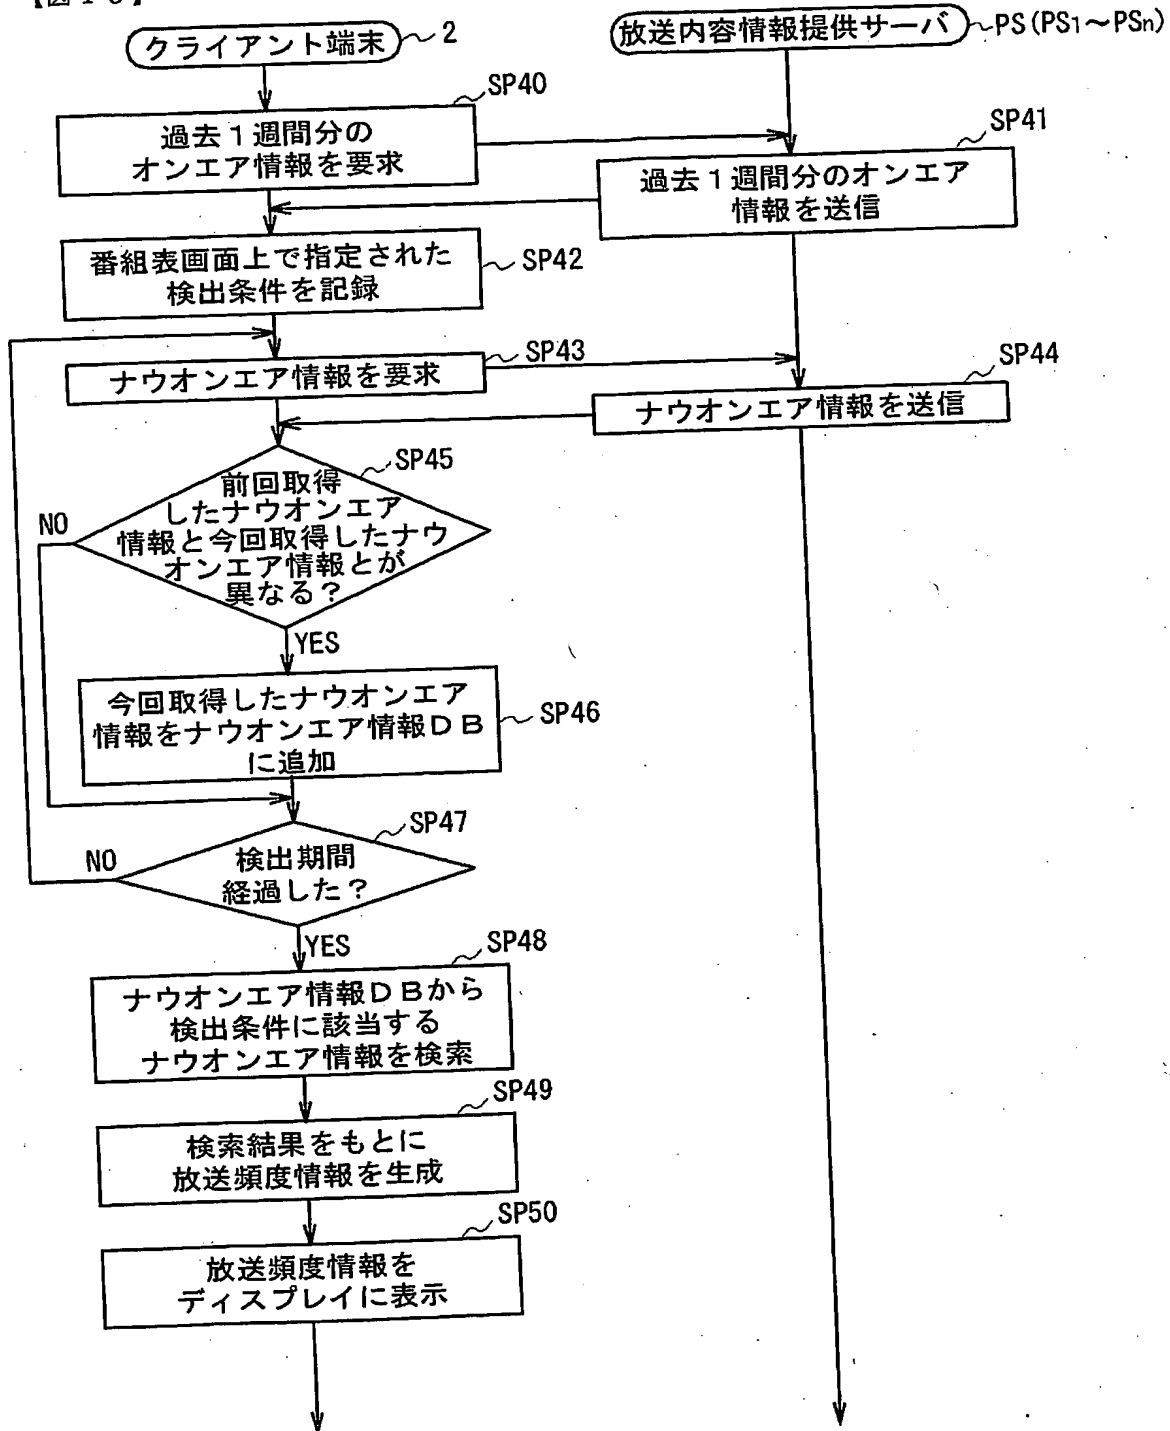 クライアント端末
2
放送内容情報提供サーバ
PS(PS1~PSn)
SP40
過去1週間分の
オンエア情報を要求
SP41
過去1週間分のオンエア
情報を送信
番組表画面上で指定された
検出条件を記録
SP42
SP43
ナウオンエア情報を要求
SP44
ナウオンエア情報を送信
SP45
前回取得
したナウオンエア
情報と今回取得したナウ
オンエア情報とが
異なる?
NO
YES
今回取得したナウオンエア
情報をナウオンエア情報DB
に追加
SP46
SP47
検出期間
経過した?
NO
YES
SP48
ナウオンエア情報DBから
検出条件に該当する
ナウオンエア情報を検索
SP49
検索結果をもとに
放送頻度情報を生成
SP50
放送頻度情報を
ディスプレイに表示